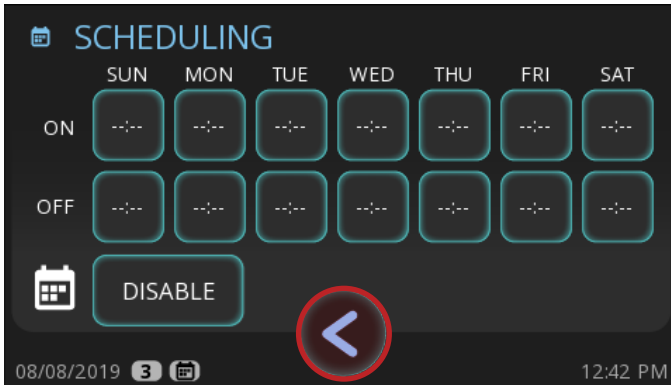 SCHEDULING
SUN MON TUE WED THU FRI SAT
ON --:-- --:-- --:-- --:-- --:-- --:-- --:--
OFF --:-- --:-- --:-- --:-- --:-- --:-- --:--
DISABLE
<
08/08/2019 3 12:42 PM